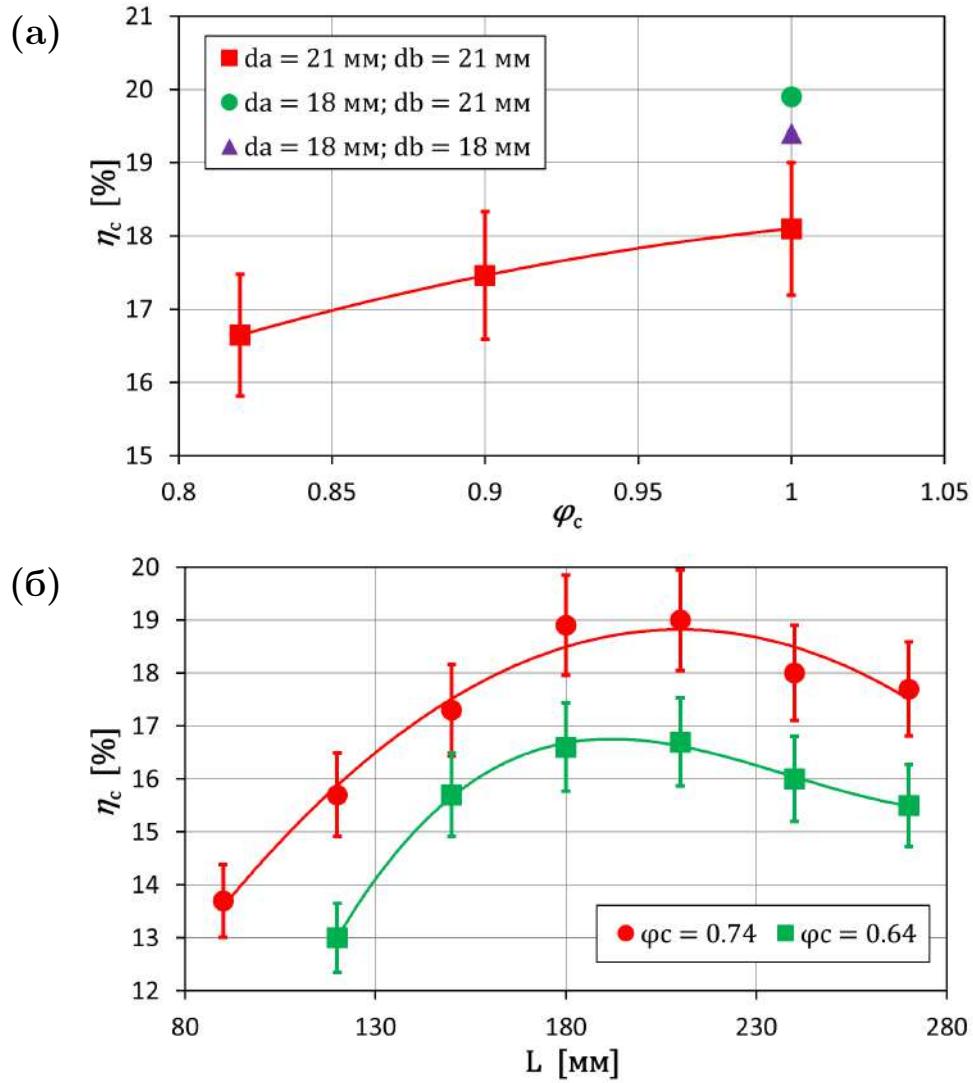 (а)
21
20
19
18
17
16
15
η_c [%]
da = 21 мм; db = 21 мм
da = 18 мм; db = 21 мм
da = 18 мм; db = 18 мм
0.8 0.85 0.9 0.95 1 1.05
φ_c
(б)
20
19
18
17
16
15
14
13
12
η_c [%]
φc = 0.74 φc = 0.64
80 130 180 230 280
L [мм]